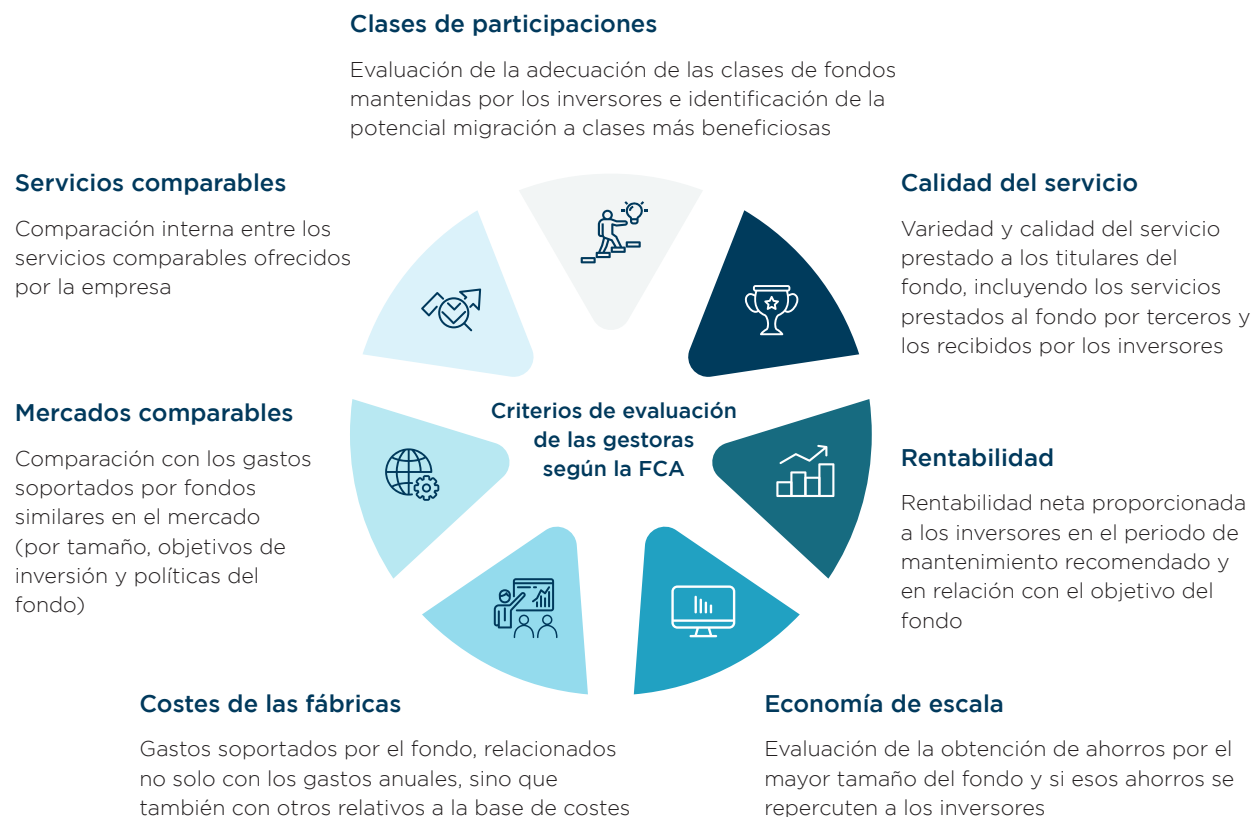 Clases de participaciones
Evaluación de la adecuación de las clases de fondos
mantenidas por los inversores e identificación de la
potencial migración a clases más beneficiosas
Servicios comparables
Comparación interna entre los
servicios comparables ofrecidos
por la empresa
Calidad del servicio
Variedad y calidad del servicio
prestado a los titulares del
fondo, incluyendo los servicios
prestados al fondo por terceros y
los recibidos por los inversores
Mercados comparables
Comparación con los gastos
soportados por fondos
similares en el mercado
(por tamaño, objetivos de
inversión y políticas del
fondo)
Criterios de evaluación
de las gestoras
según la FCA
Rentabilidad
Rentabilidad neta proporcionada
a los inversores en el periodo de
mantenimiento recomendado y
en relación con el objetivo del
fondo
Costes de las fábricas
Gastos soportados por el fondo, relacionados
no solo con los gastos anuales, sino que
también con otros relativos a la base de costes
Economía de escala
Evaluación de la obtención de ahorros por el
mayor tamaño del fondo y si esos ahorros se
repercuten a los inversores